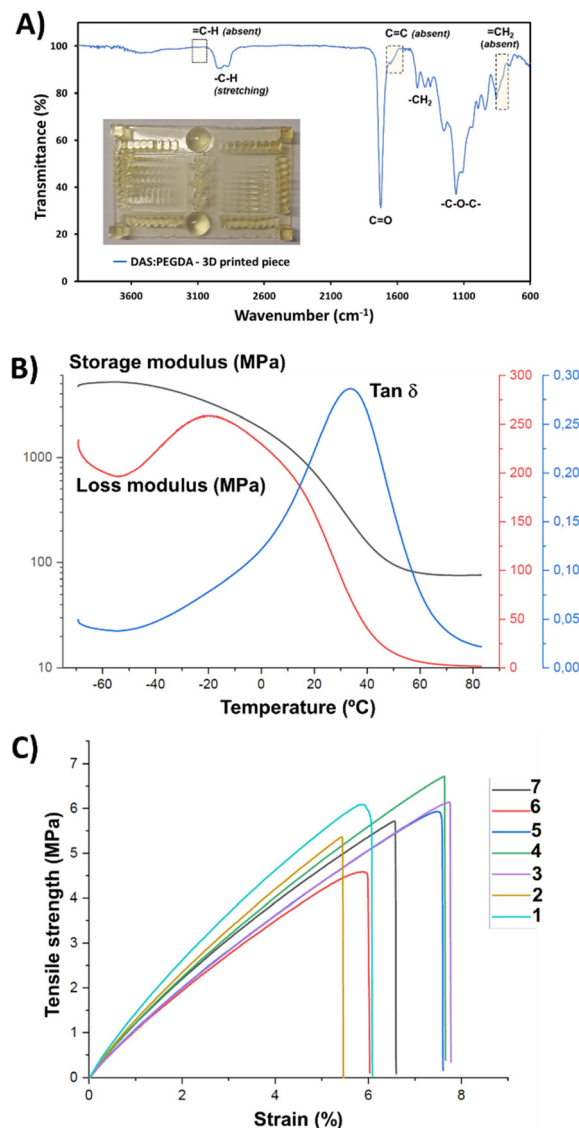 A)
=C-H (absent)
C=C (absent)
=CH₂
(absent)
-C-H
(stretching)
-CH₂
C=O
-C-O-C-
Transmittance (%)
100
80
60
40
20
0
DAS:PEGDA - 3D printed piece
4100 3600 3100 2600 2100 1600 1100 600
Wavenumber (cm⁻¹)
B)
Storage modulus (MPa)
Tan δ
Loss modulus (MPa)
1000
100
10
300
250
200
150
100
50
0
0,30
0,25
0,20
0,15
0,10
0,05
0,00
-60 -40 -20 0 20 40 60 80
Temperature (ºC)
C)
Tensile strength (MPa)
7
6
5
4
3
2
1
0
7
6
5
4
3
2
1
0 2 4 6 8
Strain (%)